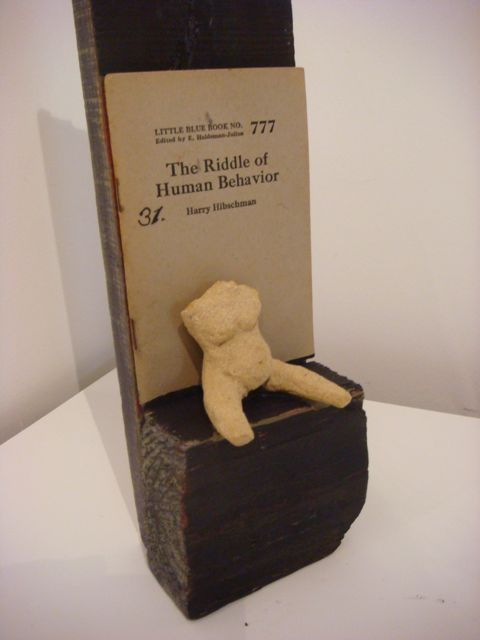 LITTLE BLUE BOOK NO. 777
Edited by E. Haldeman-Julius
The Riddle of
Human Behavior
31.
Harry Hibschman